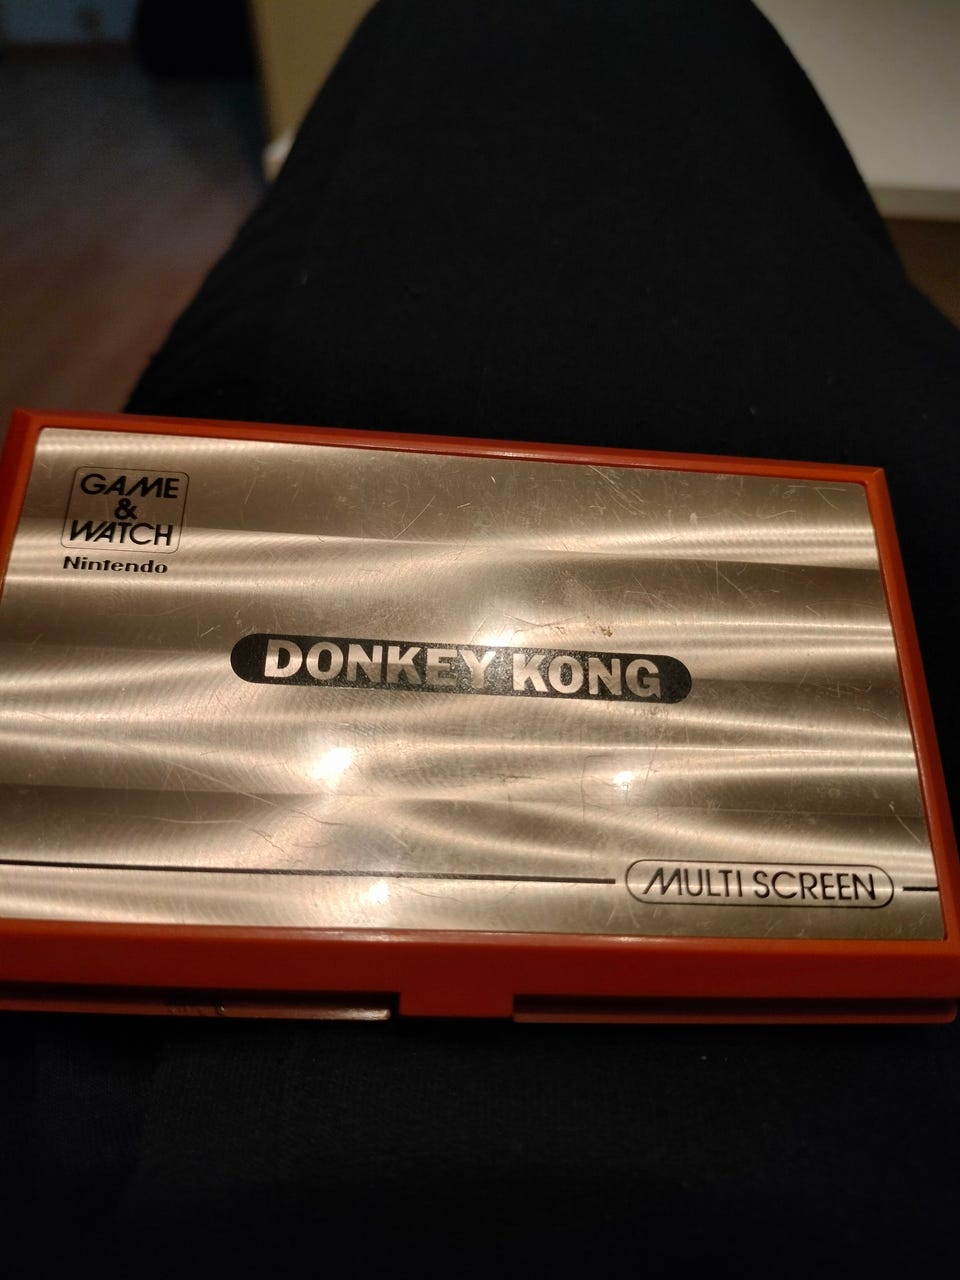 GAME
&
WATCH
Nintendo
DONKEY KONG
MULTI SCREEN